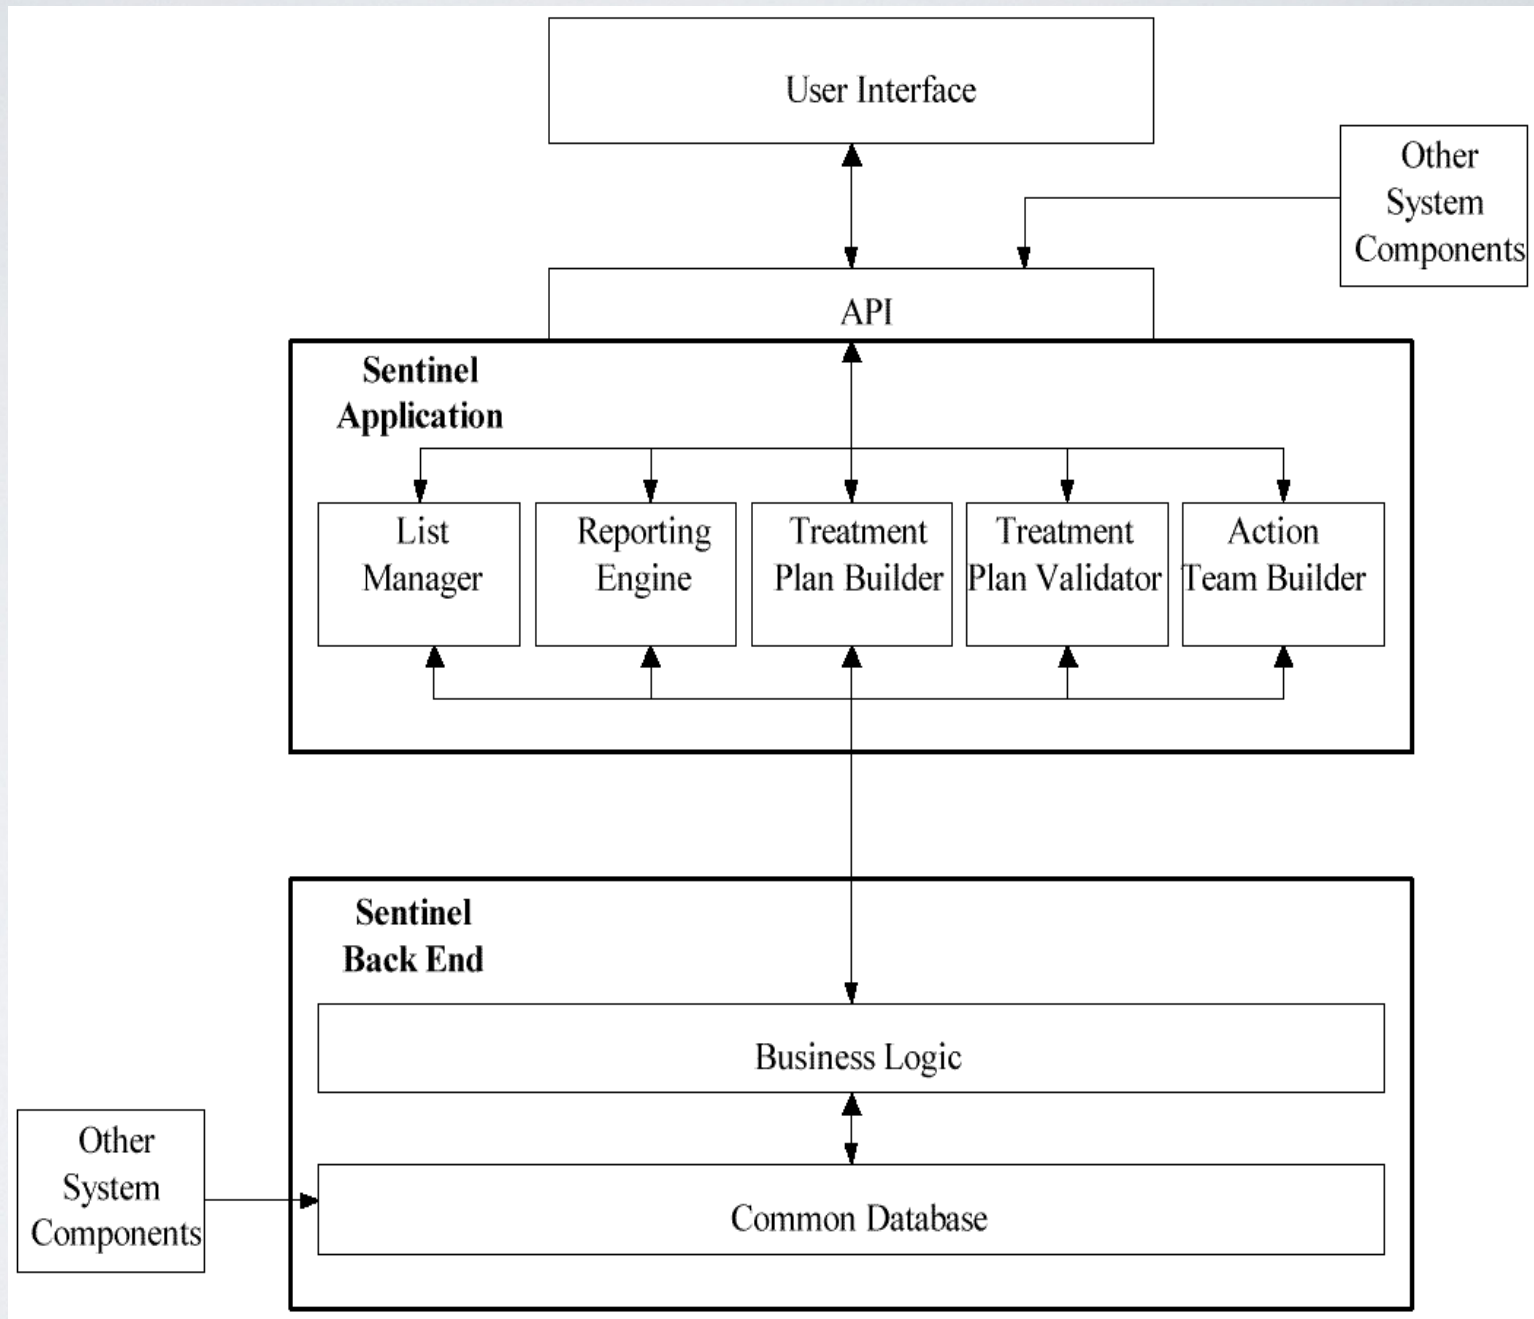 User Interface
Other
System
Components
API
Sentinel
Application
List
Manager
Reporting
Engine
Treatment
Plan Builder
Treatment
Plan Validator
Action
Team Builder
Sentinel
Back End
Business Logic
Other
System
Components
Common Database